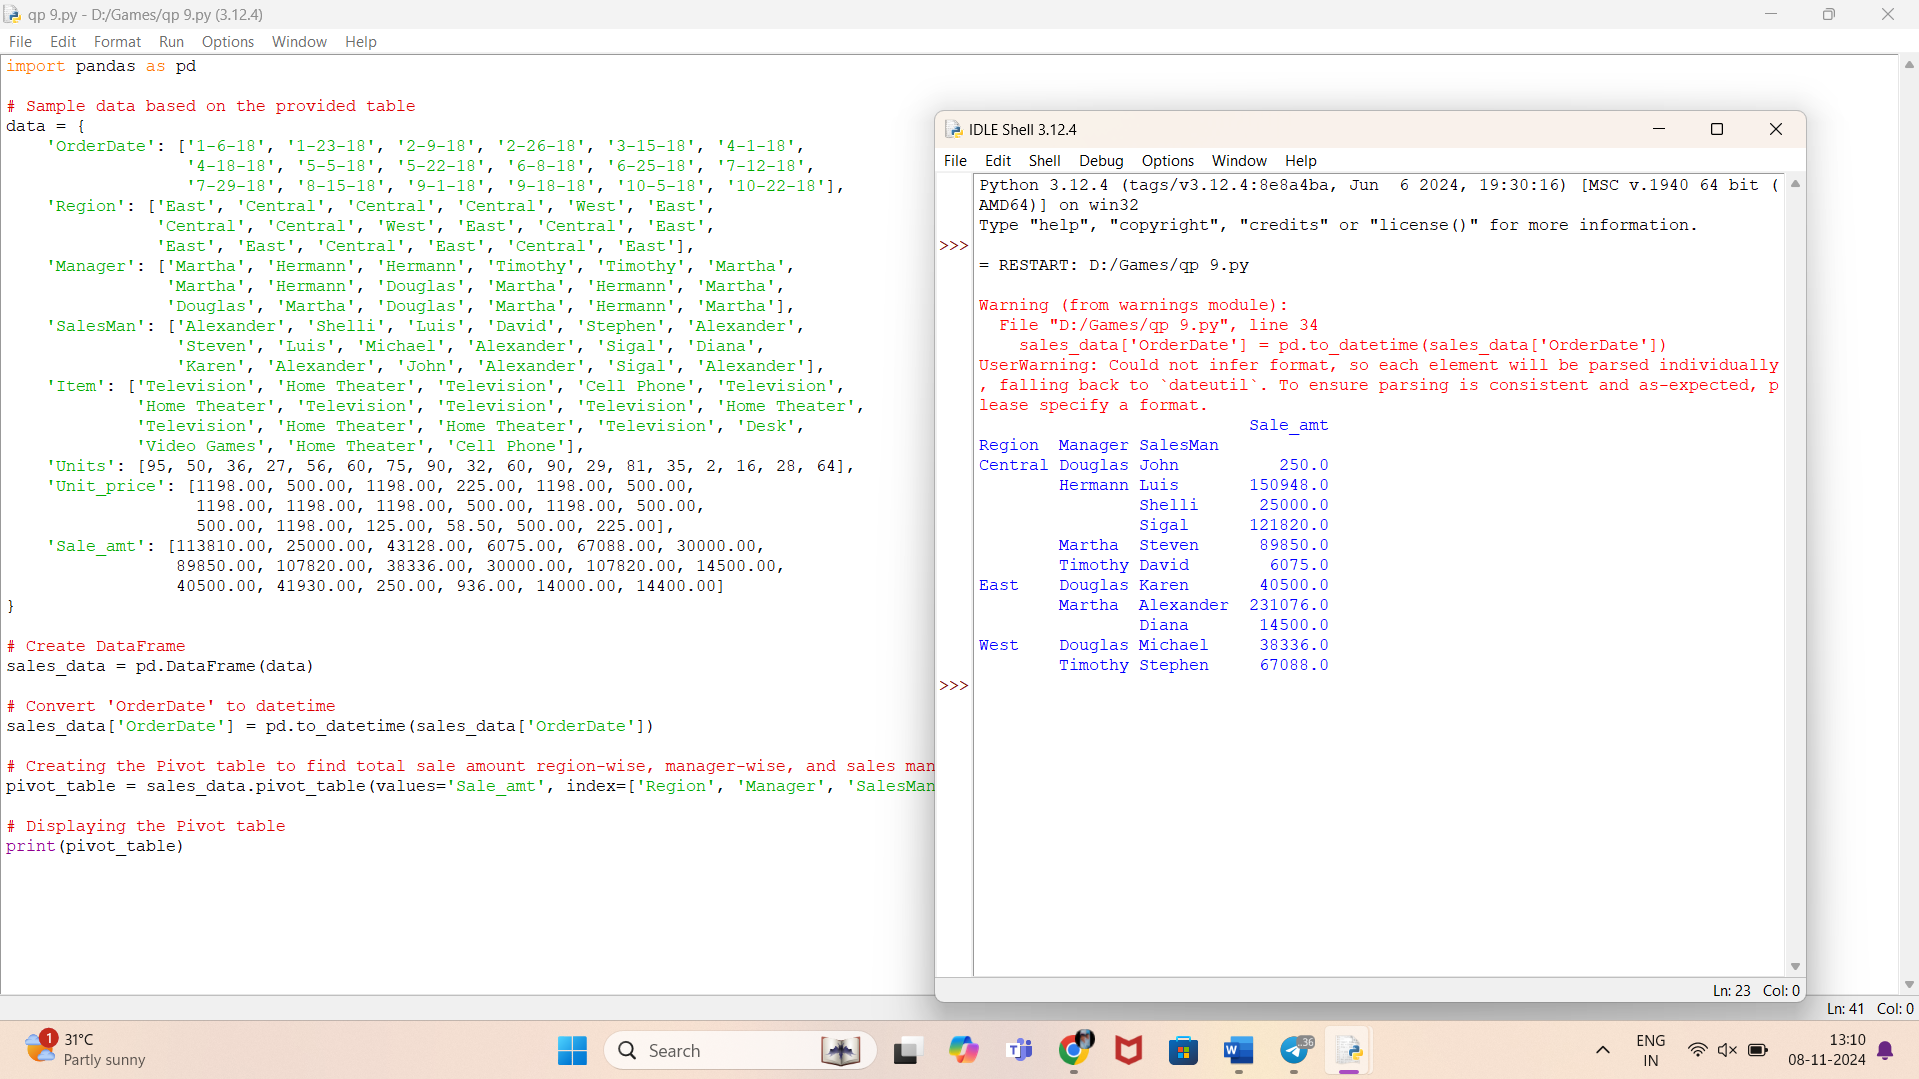 qp 9.py - D:/Games/qp 9.py (3.12.4)
File Edit Format Run Options Window Help
import pandas as pd
# Sample data based on the provided table
data = {
    'OrderDate': ['1-6-18', '1-23-18', '2-9-18', '2-26-18', '3-15-18', '4-1-18',
                  '4-18-18', '5-5-18', '5-22-18', '6-8-18', '6-25-18', '7-12-18',
                  '7-29-18', '8-15-18', '9-1-18', '9-18-18', '10-5-18', '10-22-18'],
    'Region': ['East', 'Central', 'Central', 'Central', 'West', 'East',
               'Central', 'Central', 'West', 'East', 'Central', 'East',
               'East', 'East', 'Central', 'East', 'Central', 'East'],
    'Manager': ['Martha', 'Hermann', 'Hermann', 'Timothy', 'Timothy', 'Martha',
                'Martha', 'Hermann', 'Douglas', 'Martha', 'Hermann', 'Martha',
                'Douglas', 'Martha', 'Douglas', 'Martha', 'Hermann', 'Martha'],
    'SalesMan': ['Alexander', 'Shelli', 'Luis', 'David', 'Stephen', 'Alexander',
                 'Steven', 'Luis', 'Michael', 'Alexander', 'Sigal', 'Diana',
                 'Karen', 'Alexander', 'John', 'Alexander', 'Sigal', 'Alexander'],
    'Item': ['Television', 'Home Theater', 'Television', 'Cell Phone', 'Television',
             'Home Theater', 'Television', 'Television', 'Television', 'Home Theater',
             'Television', 'Home Theater', 'Home Theater', 'Television', 'Desk',
             'Video Games', 'Home Theater', 'Cell Phone'],
    'Units': [95, 50, 36, 27, 56, 60, 75, 90, 32, 60, 90, 29, 81, 35, 2, 16, 28, 64],
    'Unit_price': [1198.00, 500.00, 1198.00, 225.00, 1198.00, 500.00,
                   1198.00, 1198.00, 1198.00, 500.00, 1198.00, 500.00,
                   500.00, 1198.00, 125.00, 58.50, 500.00, 225.00],
    'Sale_amt': [113810.00, 25000.00, 43128.00, 6075.00, 67088.00, 30000.00,
                 89850.00, 107820.00, 38336.00, 30000.00, 107820.00, 14500.00,
                 40500.00, 41930.00, 250.00, 936.00, 14000.00, 14400.00]
}
# Create DataFrame
sales_data = pd.DataFrame(data)
# Convert 'OrderDate' to datetime
sales_data['OrderDate'] = pd.to_datetime(sales_data['OrderDate'])
# Creating the Pivot table to find total sale amount region-wise, manager-wise, and sales man
pivot_table = sales_data.pivot_table(values='Sale_amt', index=['Region', 'Manager', 'SalesMan
# Displaying the Pivot table
print(pivot_table)
Ln: 41 Col: 0
IDLE Shell 3.12.4
File Edit Shell Debug Options Window Help
Python 3.12.4 (tags/v3.12.4:8e8a4ba, Jun  6 2024, 19:30:16) [MSC v.1940 64 bit (
AMD64)] on win32
Type "help", "copyright", "credits" or "license()" for more information.
>>>
= RESTART: D:/Games/qp 9.py
Warning (from warnings module):
  File "D:/Games/qp 9.py", line 34
    sales_data['OrderDate'] = pd.to_datetime(sales_data['OrderDate'])
UserWarning: Could not infer format, so each element will be parsed individually
, falling back to `dateutil`. To ensure parsing is consistent and as-expected, p
lease specify a format.
                           Sale_amt
Region  Manager SalesMan
Central Douglas John          250.0
        Hermann Luis       150948.0
                Shelli      25000.0
                Sigal      121820.0
        Martha  Steven      89850.0
        Timothy David        6075.0
East    Douglas Karen       40500.0
        Martha  Alexander  231076.0
                Diana       14500.0
West    Douglas Michael     38336.0
        Timothy Stephen     67088.0
>>>
Ln: 23 Col: 0
1
31°C
Partly sunny
Search
36
ENG
IN
13:10
08-11-2024